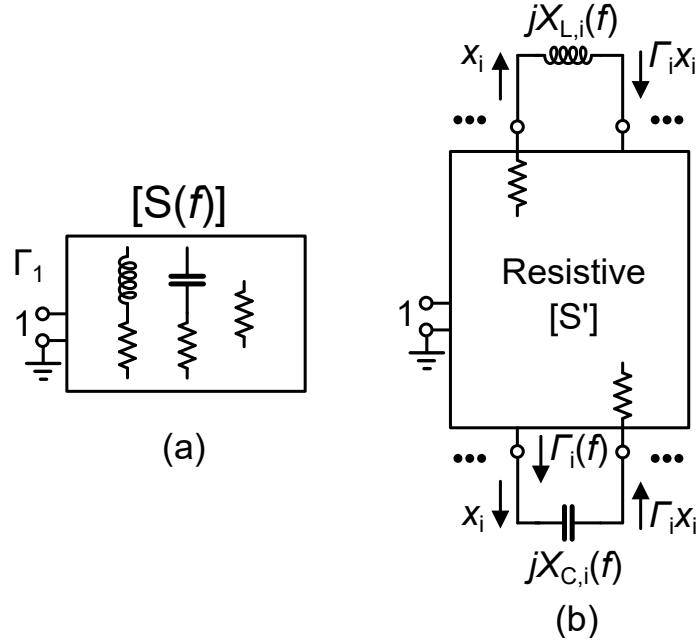 [S(f)]
Γ1
1
(a)
jXL,i(f)
xi
Γixi
•••
•••
Resistive
[S']
1
•••
•••
Γi(f)
xi
Γixi
jXC,i(f)
(b)